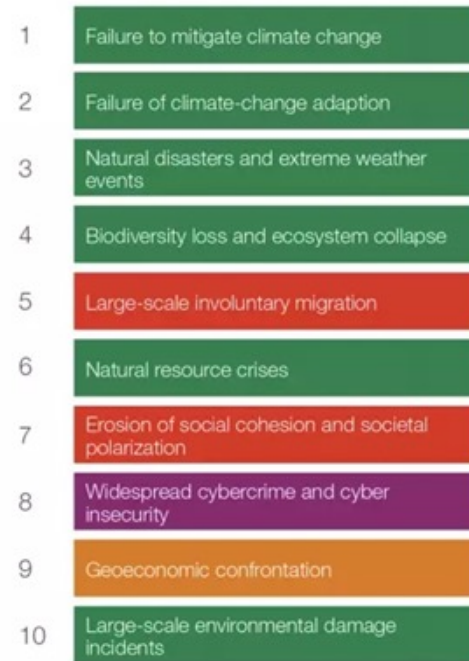 1 Failure to mitigate climate change
2 Failure of climate-change adaption
3 Natural disasters and extreme weather
events
4 Biodiversity loss and ecosystem collapse
5 Large-scale involuntary migration
6 Natural resource crises
7 Erosion of social cohesion and societal
polarization
8 Widespread cybercrime and cyber
insecurity
9 Geoeconomic confrontation
10 Large-scale environmental damage
incidents